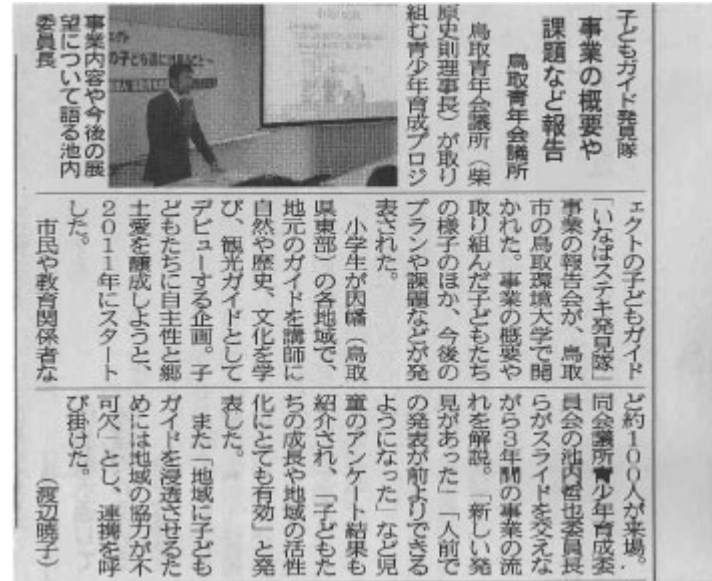 子どもガイド発見隊
事業の概要や
課題など報告
鳥取青年会議所
鳥取青年会議所（柴
原史則理事長）が取り
組む青少年育成プロジ
事業内容や今後の展
望について語る池内
委員長
ェクトの子どもガイド
「いなばステキ発見隊」
事業の報告会が、鳥取
市の鳥取環境大学で開
かれた。事業の概要や
取り組んだ子どもたち
の様子のほか、今後の
プランや課題などが発
表された。
小学生が因幡（鳥取
県東部）の各地域で、
地元のガイドを講師に
自然や歴史、文化を学
び、観光ガイドとして
デビューする企画。子
どもたちに自主性と郷
土愛を醸成しようと、
2011年にスタート
した。
市民や教育関係者な
ど約100人が来場。
同会議所青少年育成委
員会の池内哲也委員長
らがスライドを交えな
がら3年間の事業の流
れを解説。「新しい発
見があった」「人前で
の発表が前よりできる
ようになった」など児
童のアンケート結果も
紹介され、「子どもた
ちの成長や地域の活性
化にとても有効」と発
表した。
また「地域に子ども
ガイドを浸透させるた
めには地域の協力が不
可欠」とし、連携を呼
び掛けた。
（渡辺暁子）